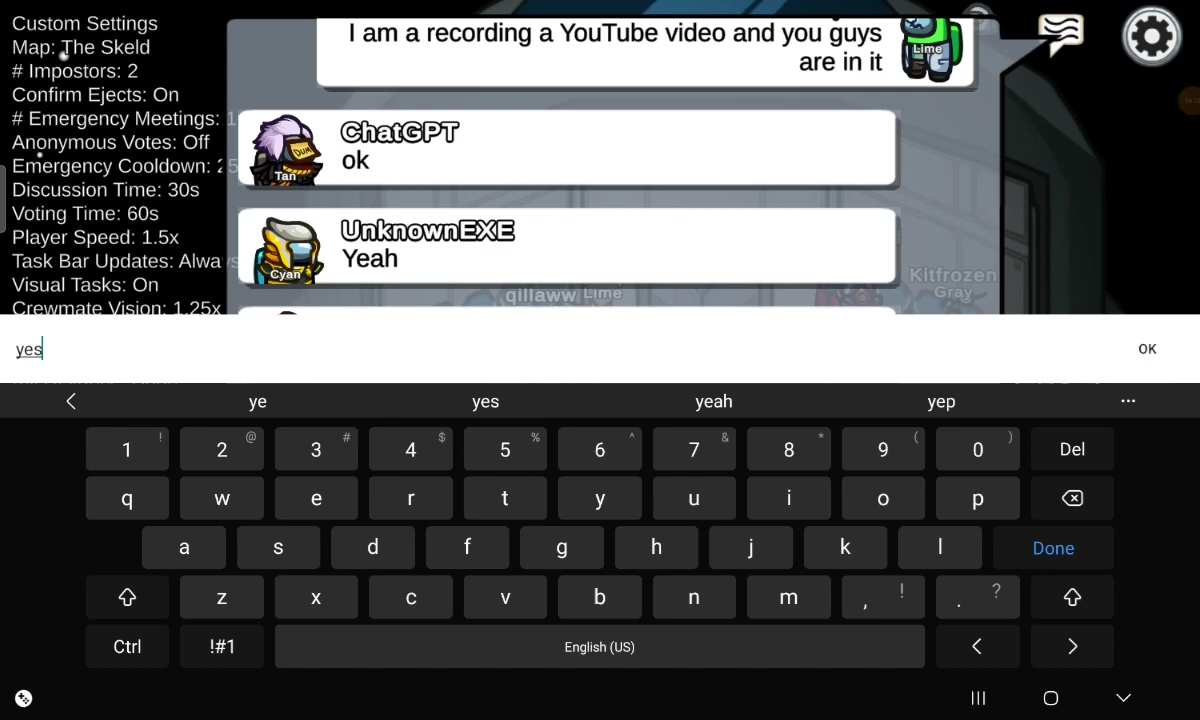 Custom Settings
Map: The Skeld
# Impostors: 2
Confirm Ejects: On
# Emergency Meetings: 1
Anonymous Votes: Off
Emergency Cooldown: 25
Discussion Time: 30s
Voting Time: 60s
Player Speed: 1.5x
Task Bar Updates: Always
Visual Tasks: On
Crewmate Vision: 1.25x
I am a recording a YouTube video and you guys
are in it
Lime
ChatGPT
ok
DUM
Tan
UnknownEXE
Yeah
Cyan
qillaww Lime
Kitfrozen
Gray
yes
OK
ye yes yeah yep ...
1 ! 2 @ 3 # 4 $ 5 % 6 ^ 7 & 8 * 9 ( 0 ) Del
q w e r t y u i o p
a s d f g h j k l Done
z x c v b n m , ! . ?
Ctrl !#1 English (US) < >